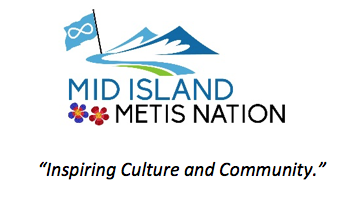 MID ISLAND
METIS NATION
“Inspiring Culture and Community.”